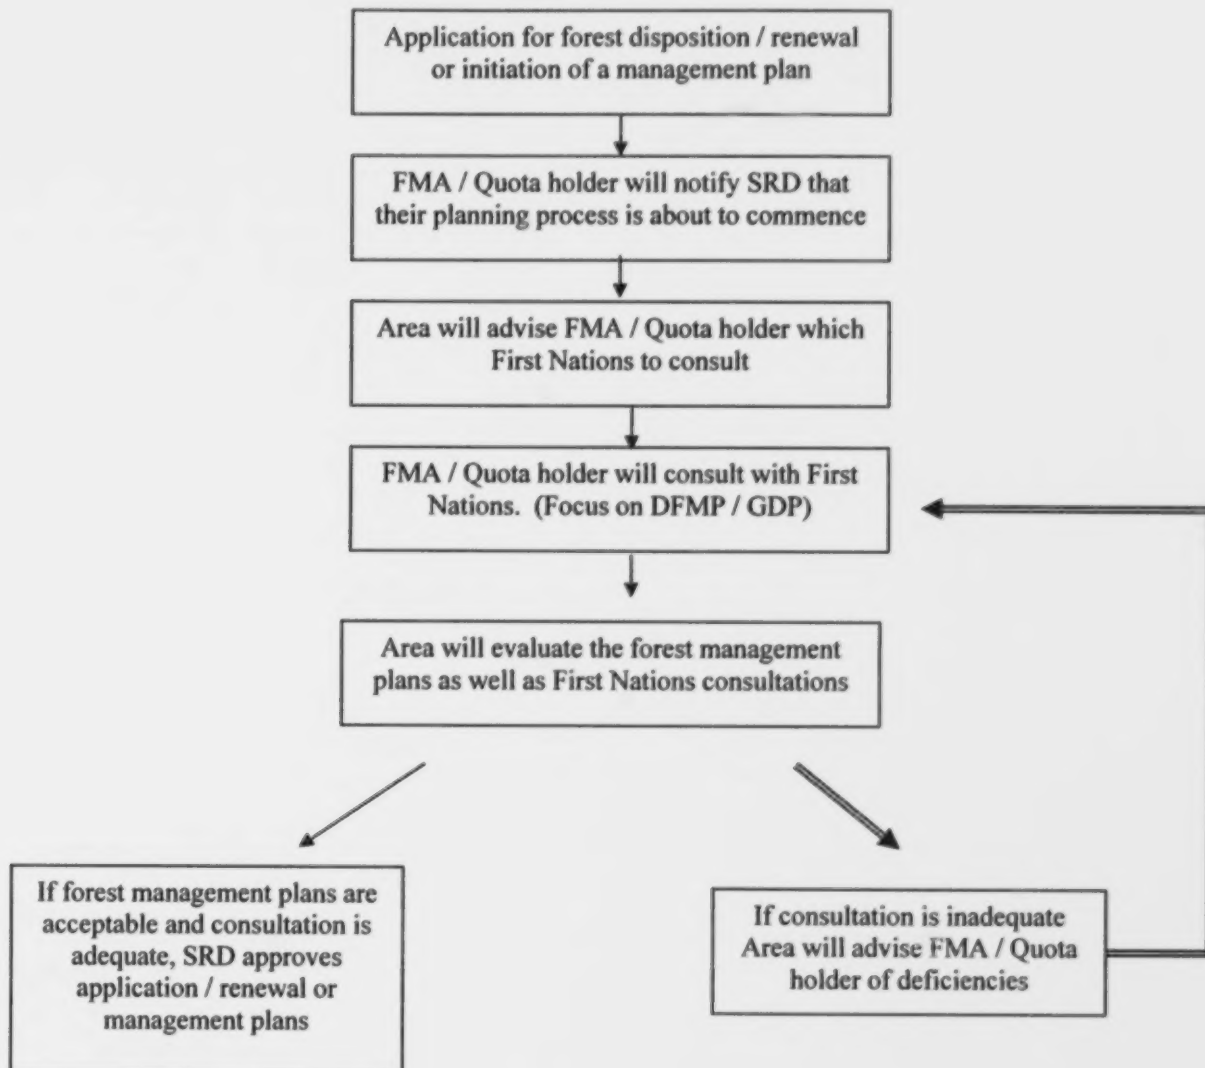 Application for forest disposition / renewal
or initiation of a management plan
FMA / Quota holder will notify SRD that
their planning process is about to commence
Area will advise FMA / Quota holder which
First Nations to consult
FMA / Quota holder will consult with First
Nations. (Focus on DFMP / GDP)
Area will evaluate the forest management
plans as well as First Nations consultations
If forest management plans are
acceptable and consultation is
adequate, SRD approves
application / renewal or
management plans
If consultation is inadequate
Area will advise FMA / Quota
holder of deficiencies